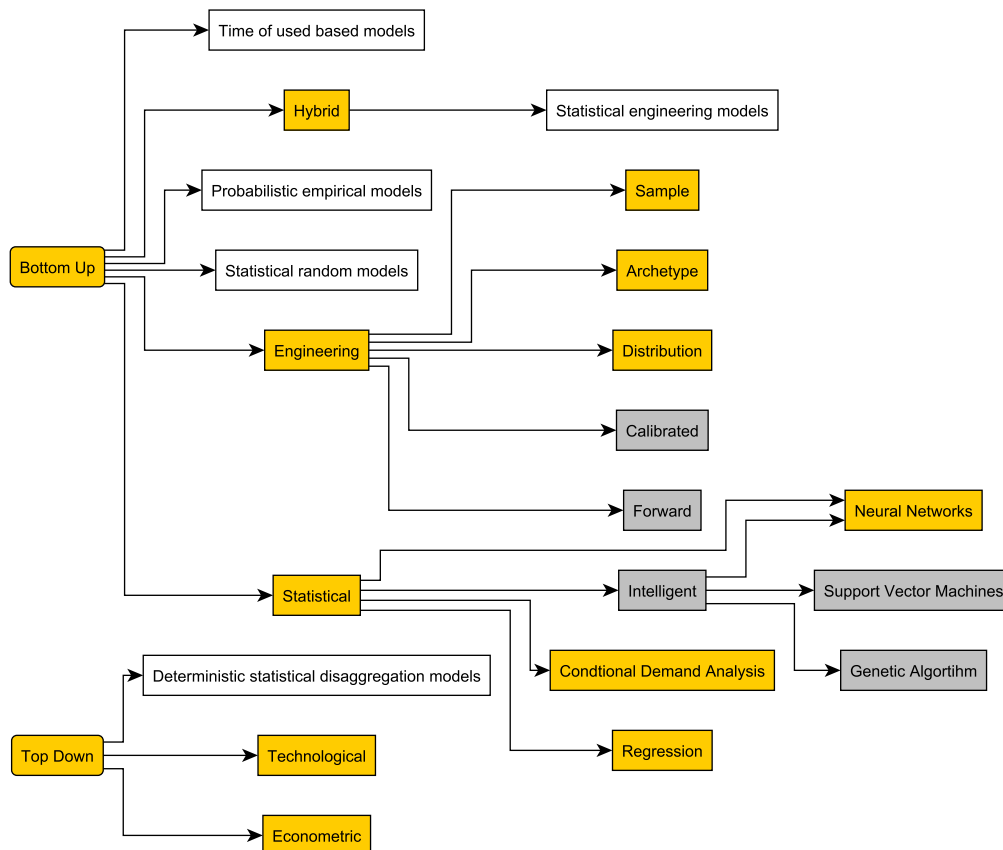 Time of used based models
Hybrid
Statistical engineering models
Probabilistic empirical models
Sample
Bottom Up
Statistical random models
Archetype
Engineering
Distribution
Calibrated
Forward
Neural Networks
Statistical
Intelligent
Support Vector Machines
Deterministic statistical disaggregation models
Condtional Demand Analysis
Genetic Algortihm
Top Down
Technological
Regression
Econometric